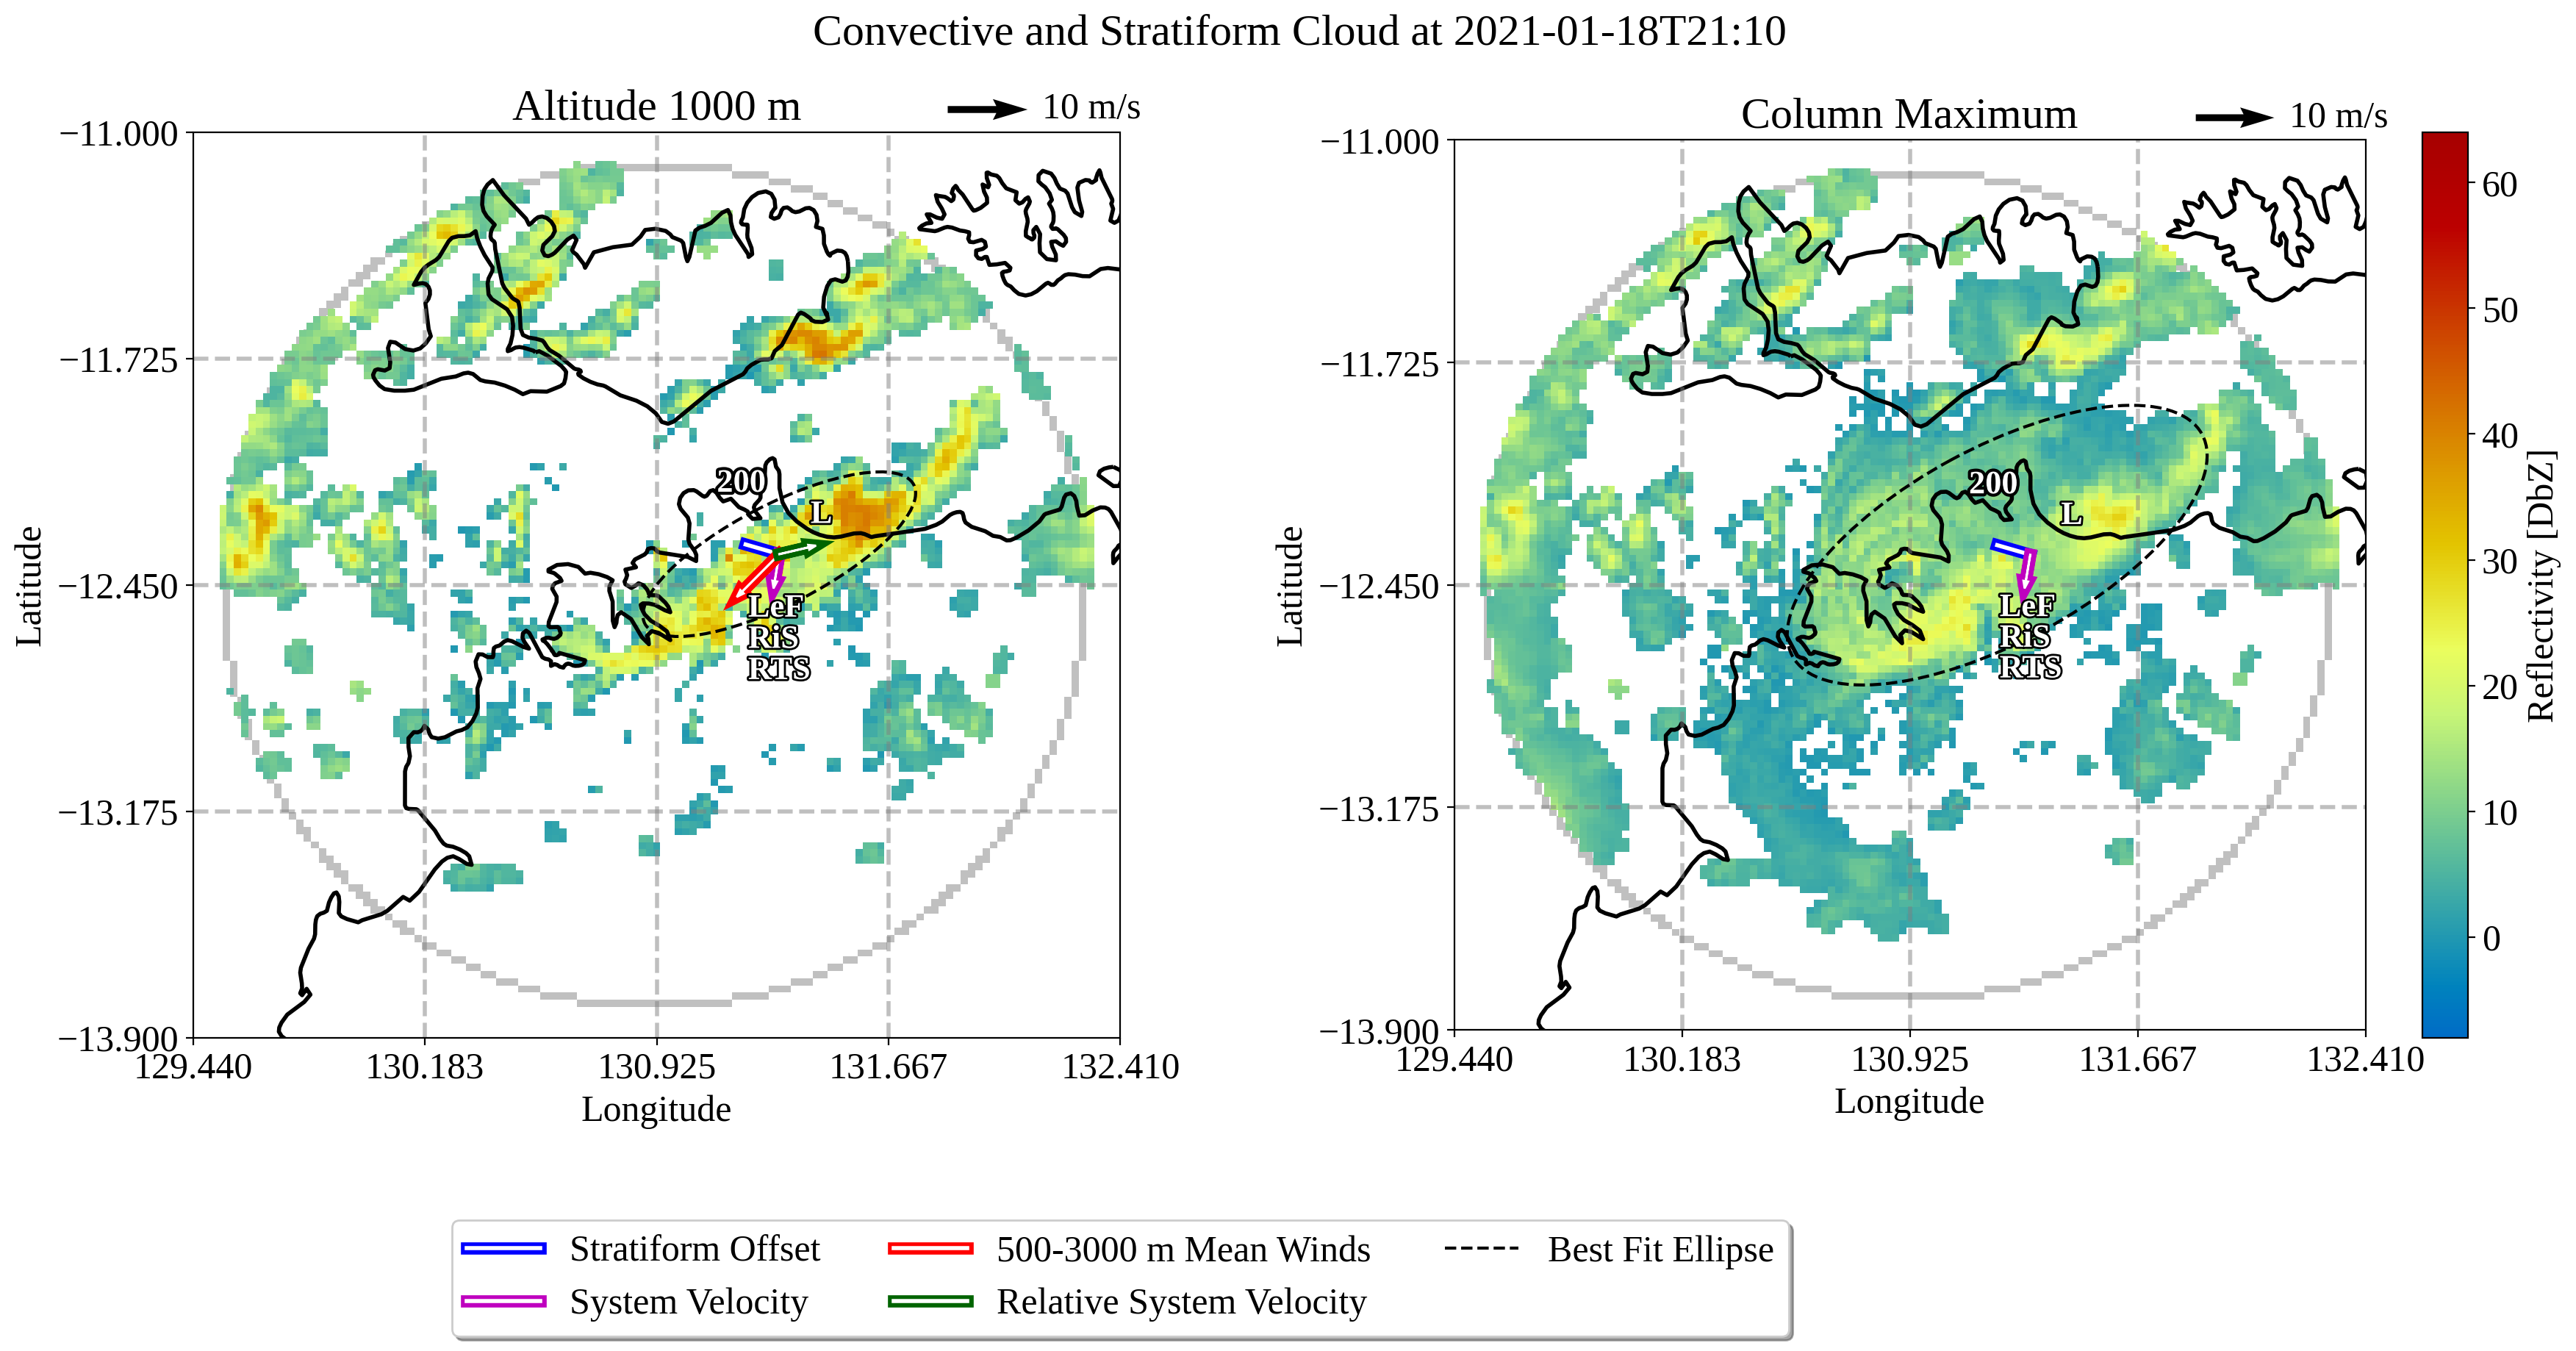 Convective and Stratiform Cloud at 2021-01-18T21:10
Altitude 1000 m
10 m/s
−11.000
−11.725
−12.450
−13.175
−13.900
Latitude
129.440
130.183
130.925
131.667
132.410
Longitude
200
L
LeF
RiS
RTS
Column Maximum
10 m/s
−11.000
−11.725
−12.450
−13.175
−13.900
Latitude
129.440
130.183
130.925
131.667
132.410
Longitude
200
L
LeF
RiS
RTS
60
50
40
30
20
10
0
Reflectivity [DbZ]
Stratiform Offset
500-3000 m Mean Winds
Best Fit Ellipse
System Velocity
Relative System Velocity